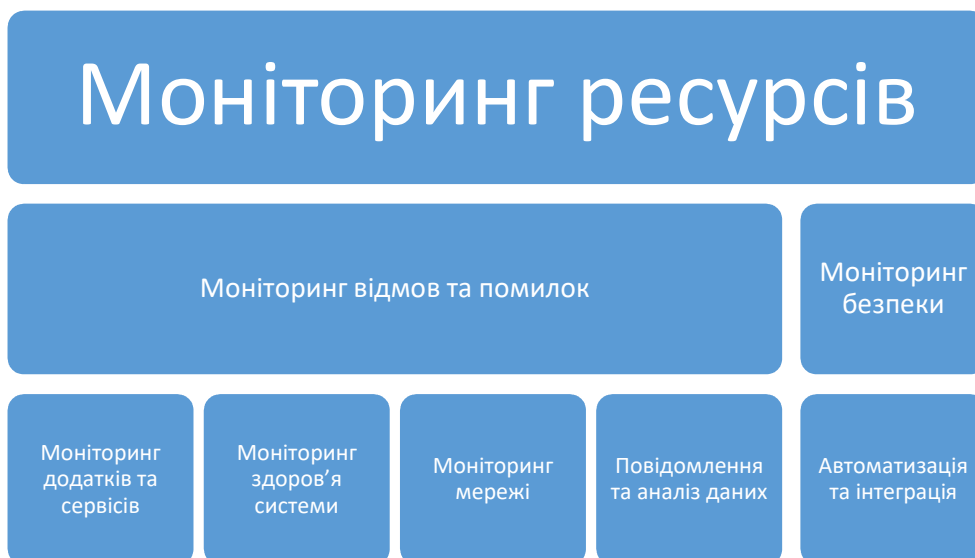 Моніторинг ресурсів
Моніторинг відмов та помилок
Моніторинг
безпеки
Моніторинг
додатків та
сервісів
Моніторинг
здоров’я
системи
Моніторинг
мережі
Повідомлення
та аналіз даних
Автоматизація
та інтеграція